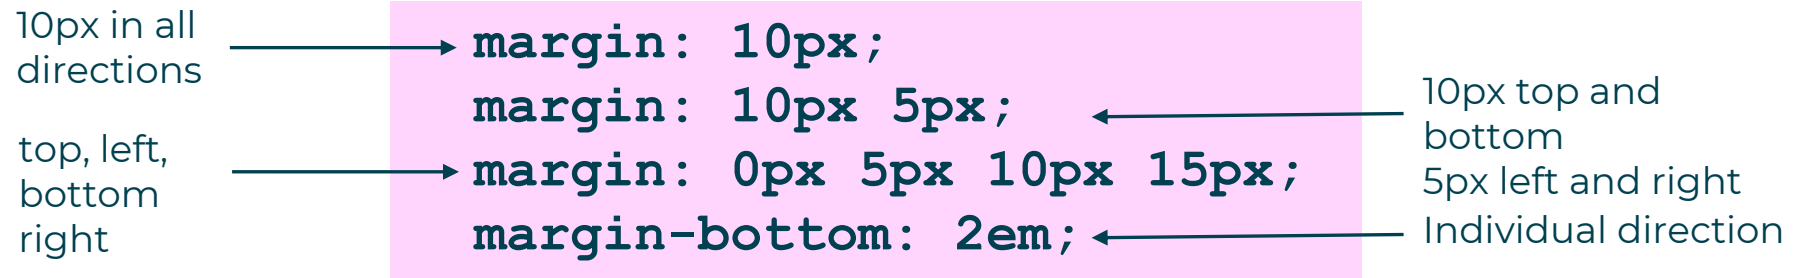 10px in all
directions
top, left,
bottom
right
margin: 10px;
margin: 10px 5px;
margin: 0px 5px 10px 15px;
margin-bottom: 2em;
10px top and
bottom
5px left and right
Individual direction